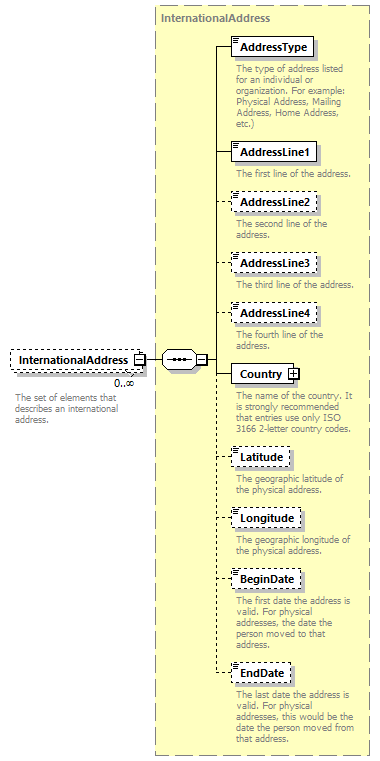 InternationalAddress
AddressType
The type of address listed
for an individual or
organization. For example:
Physical Address, Mailing
Address, Home Address,
etc.)
AddressLine1
The first line of the address.
AddressLine2
The second line of the
address.
AddressLine3
The third line of the address.
AddressLine4
The fourth line of the
address.
InternationalAddress
0..∞
The set of elements that
describes an international
address.
Country
The name of the country. It
is strongly recommended
that entries use only ISO
3166 2-letter country codes.
Latitude
The geographic latitude of
the physical address.
Longitude
The geographic longitude of
the physical address.
BeginDate
The first date the address is
valid. For physical
addresses, the date the
person moved to that
address.
EndDate
The last date the address is
valid. For physical
addresses, this would be the
date the person moved from
that address.